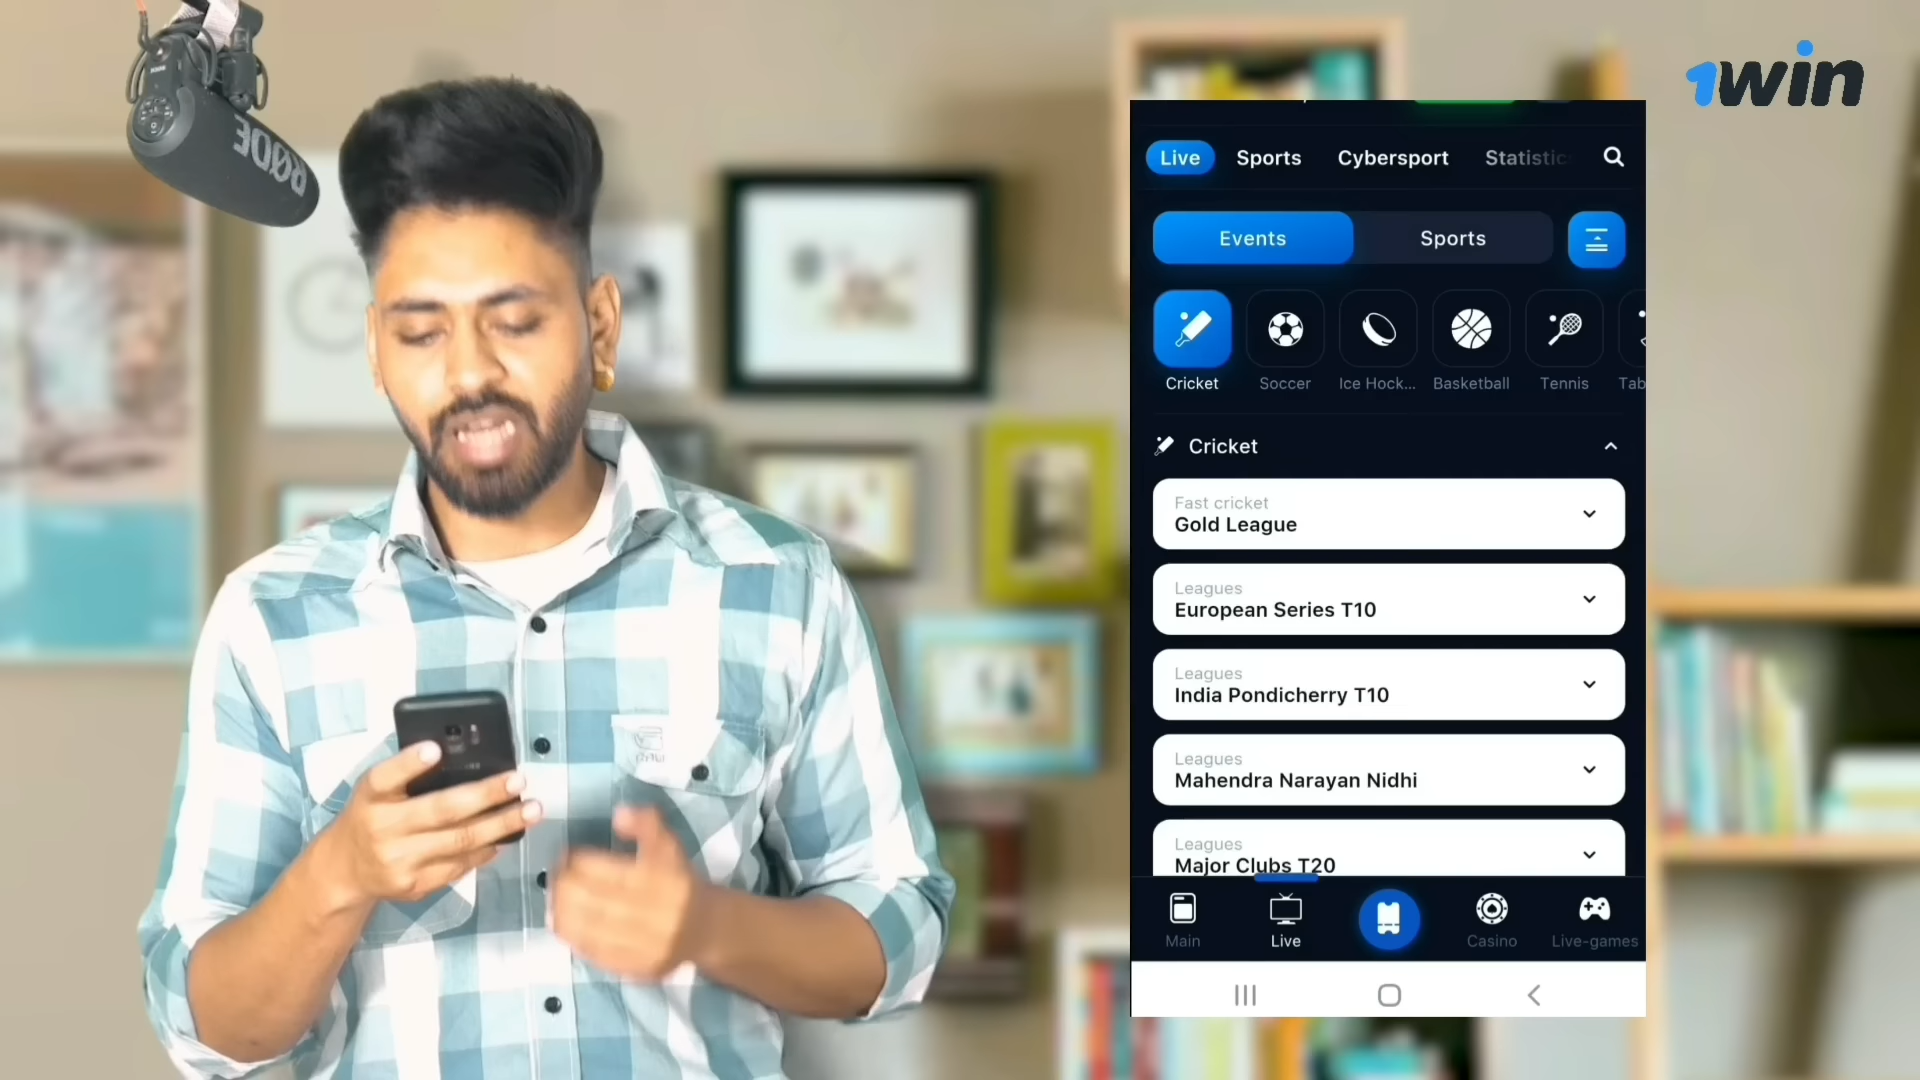 RØDE
1win
Live Sports Cybersport Statistic
Events Sports
Cricket Soccer Ice Hock... Basketball Tennis Tab
Cricket
Fast cricket
Gold League
Leagues
European Series T10
Leagues
India Pondicherry T10
Leagues
Mahendra Narayan Nidhi
Leagues
Major Clubs T20
Main Live Casino Live-games